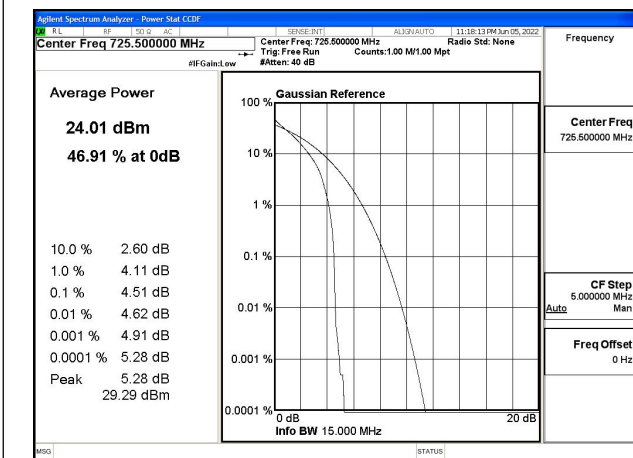 Agilent Spectrum Analyzer - Power Stat CCDF
RL RF 50 Ω AC SENSE:INT ALIGNAUTO 11:18:13 PM Jun 05, 2022
Center Freq 725.500000 MHz
Center Freq: 725.500000 MHz Radio Std: None
Trig: Free Run Counts:1.00 M/1.00 Mpt
#IFGain:Low #Atten: 40 dB
Frequency
Average Power
24.01 dBm
46.91 % at 0dB
10.0 % 2.60 dB
1.0 % 4.11 dB
0.1 % 4.51 dB
0.01 % 4.62 dB
0.001 % 4.91 dB
0.0001 % 5.28 dB
Peak 5.28 dB
29.29 dBm
Gaussian Reference
100 %
10 %
1 %
0.1 %
0.01 %
0.001 %
0.0001 %
0 dB 20 dB
Info BW 15.000 MHz
Center Freq
725.500000 MHz
CF Step
5.000000 MHz
Auto Man
Freq Offset
0 Hz
MSG STATUS